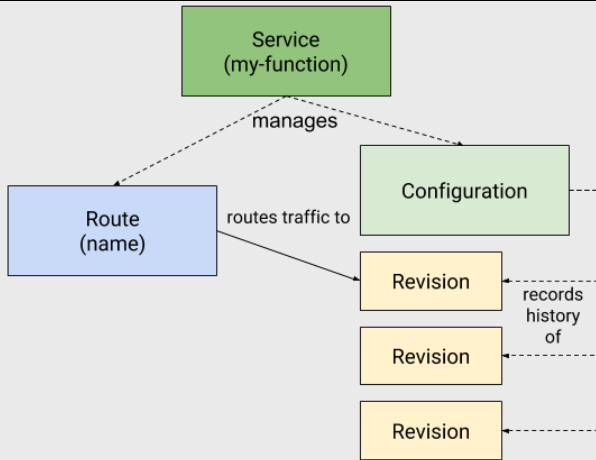 Service
(my-function)
manages
Configuration
Route
(name)
routes traffic to
Revision
records
history
of
Revision
Revision